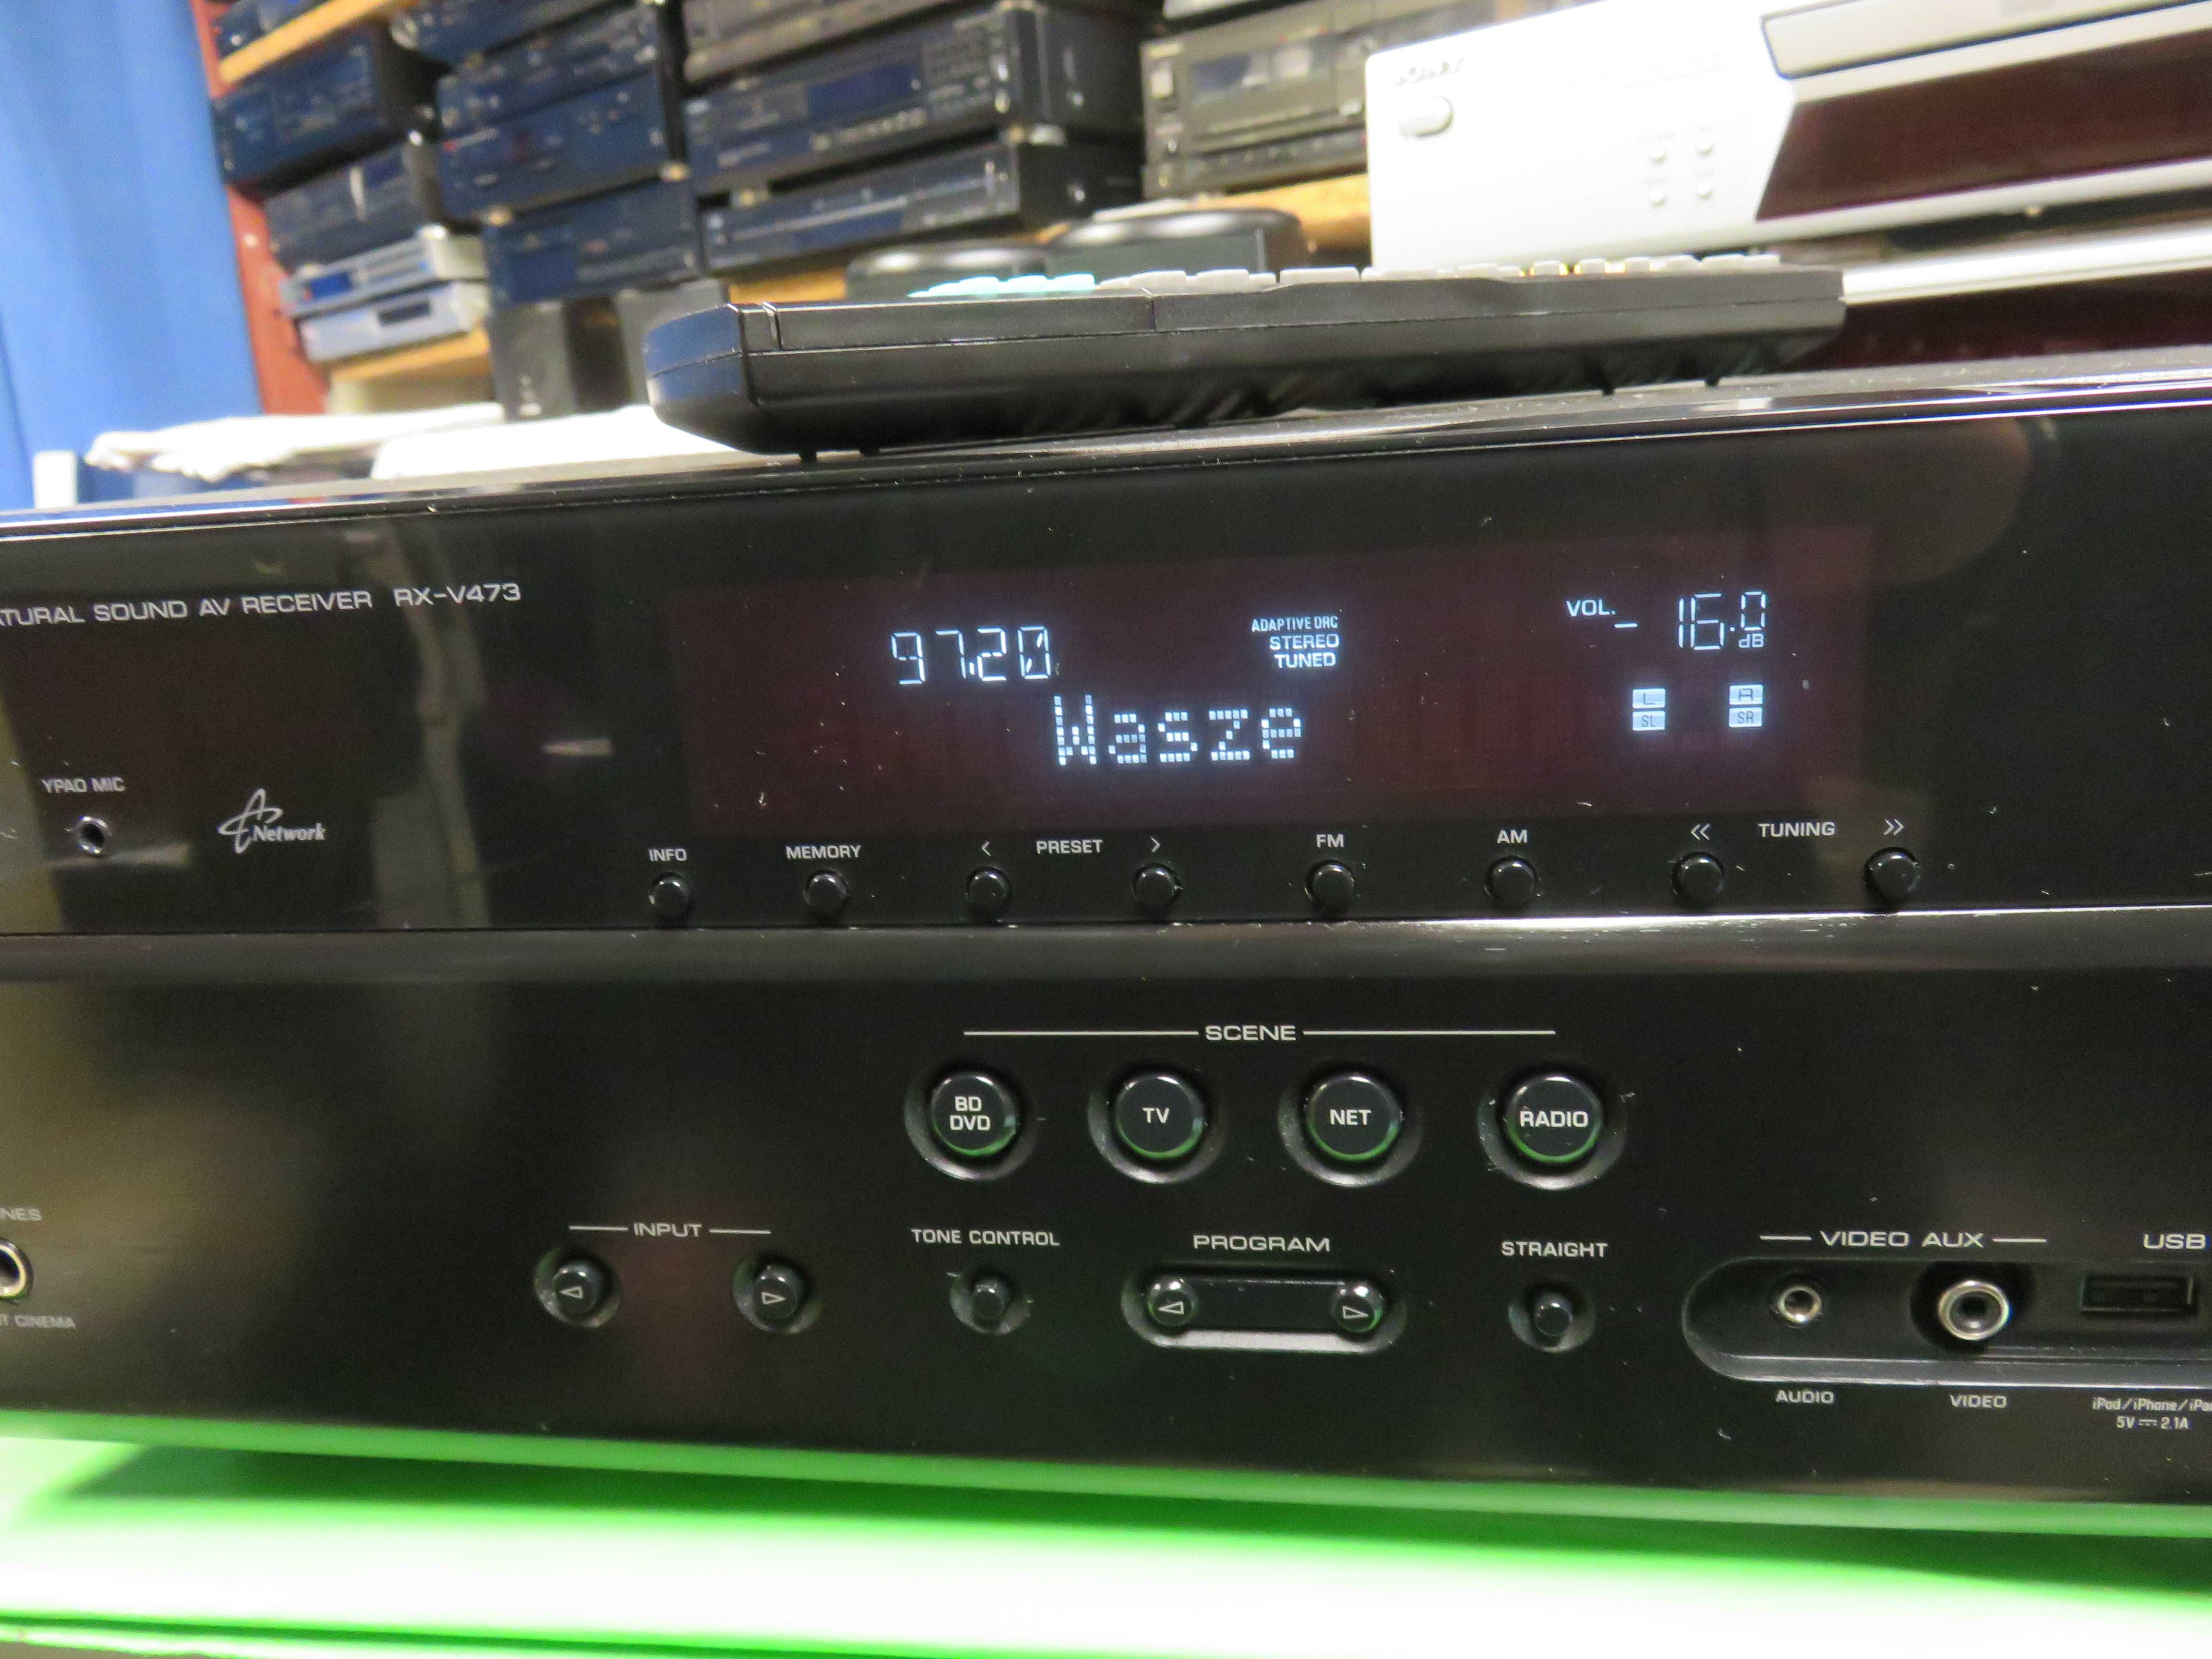 SONY
ATURAL SOUND AV RECEIVER RX-V473
97.20
ADAPTIVE DRC
STEREO
TUNED
VOL. -16.0 dB
Wasze
L R
SL SR
YPAO MIC
Network
INFO MEMORY < PRESET > FM AM << TUNING >>
SCENE
BD
DVD
TV
NET
RADIO
NES
INPUT
TONE CONTROL
PROGRAM
STRAIGHT
VIDEO AUX
USB
T CINEMA
AUDIO
VIDEO
iPod/iPhone/iPa
5V 2.1A